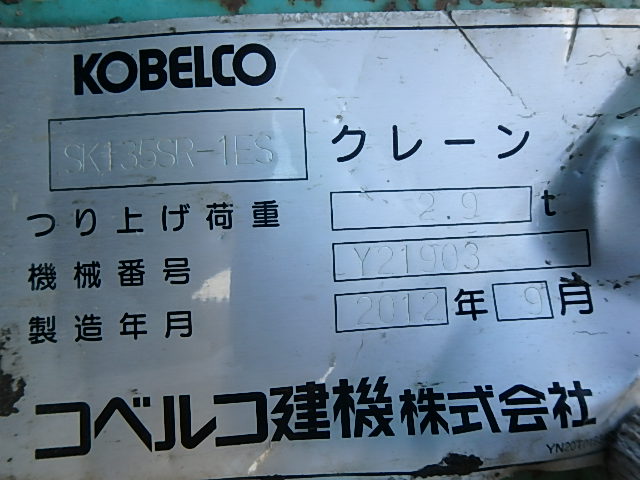 KOBELCO
SK135SR-1ES クレーン
つり上げ荷重 2.9 t
機械番号 Y21903
製造年月 2012 年 9 月
コベルコ建機株式会社